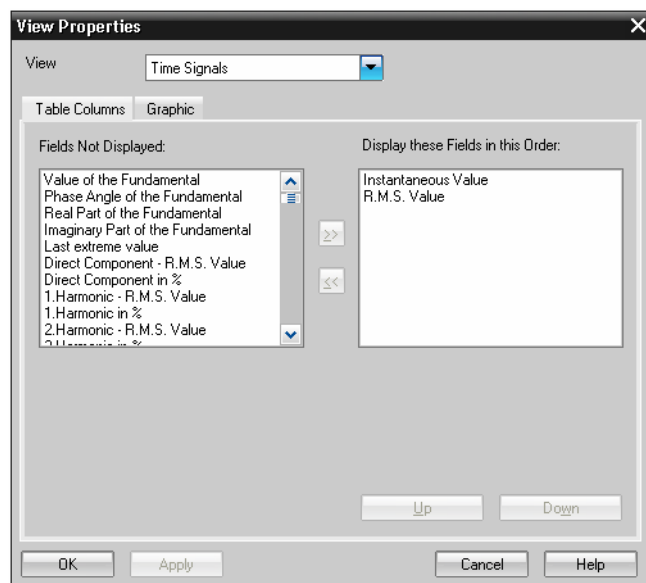 View Properties
View
Time Signals
Table Columns
Graphic
Fields Not Displayed:
Value of the Fundamental
Phase Angle of the Fundamental
Real Part of the Fundamental
Imaginary Part of the Fundamental
Last extreme value
Direct Component - R.M.S. Value
Direct Component in %
1.Harmonic - R.M.S. Value
1.Harmonic in %
2.Harmonic - R.M.S. Value
2.Harmonic in %
>>
<<
Display these Fields in this Order:
Instantaneous Value
R.M.S. Value
Up
Down
OK
Apply
Cancel
Help